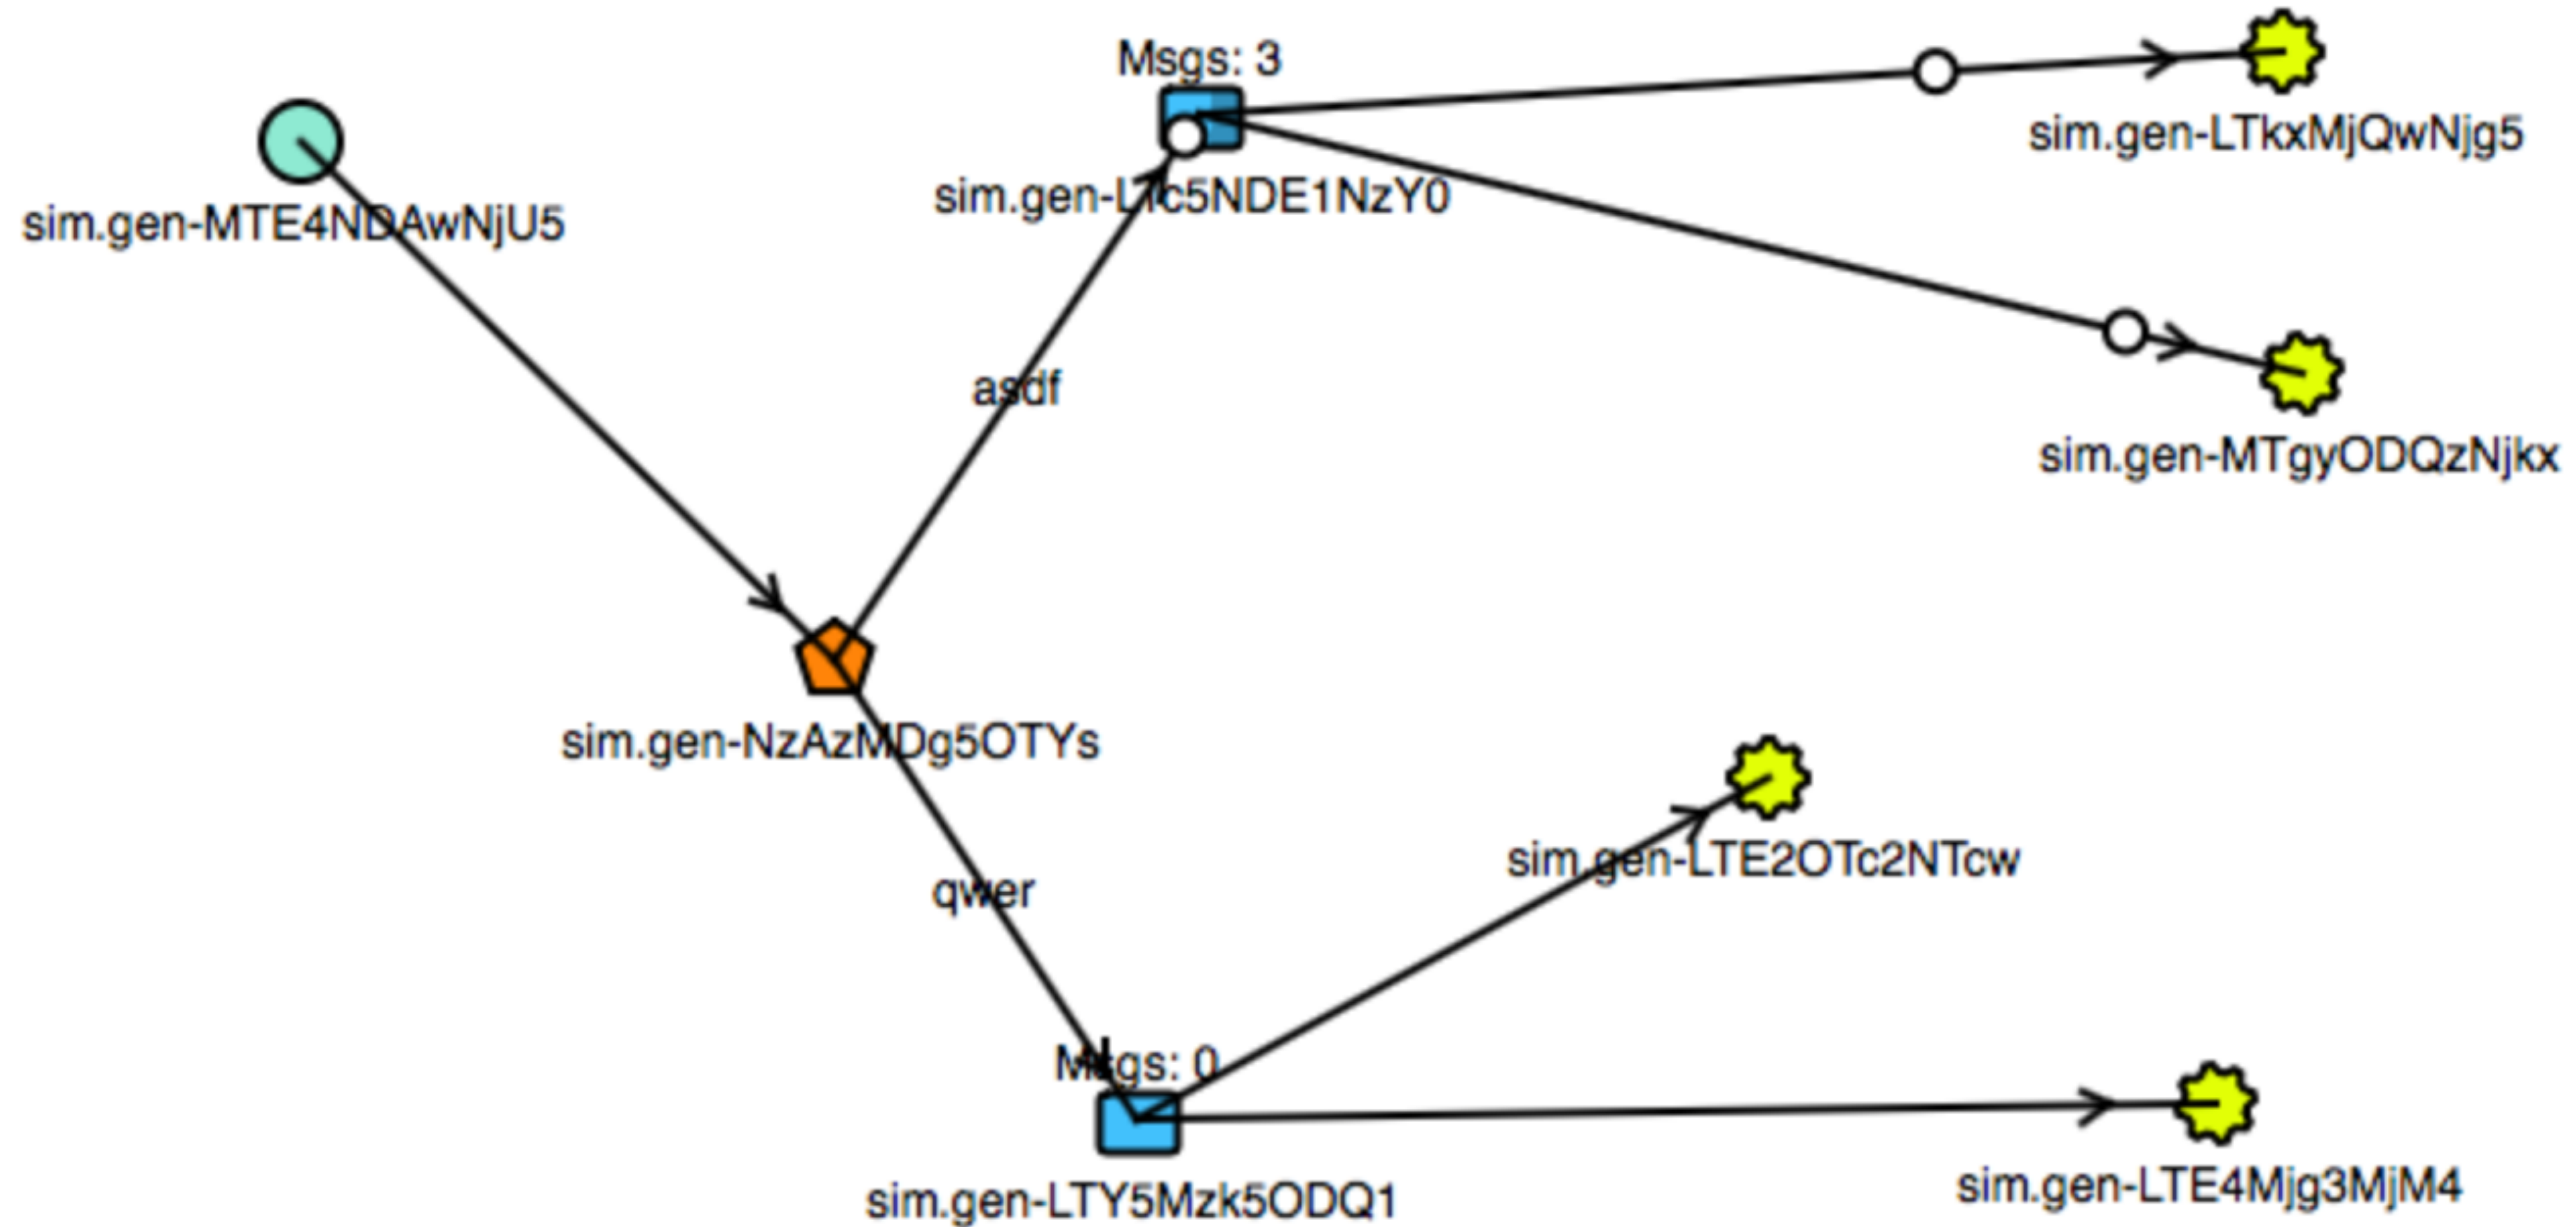 Msgs: 3
sim.gen-LTkxMjQwNjg5
sim.gen-MTE4NDAwNjU5
sim.gen-LTc5NDE1NzY0
asdf
sim.gen-MTgyODQzNjkx
sim.gen-NzAzMDg5OTYs
qwer
sim.gen-LTE2OTc2NTcw
Msgs: 0
sim.gen-LTY5Mzk5ODQ1
sim.gen-LTE4Mjg3MjM4